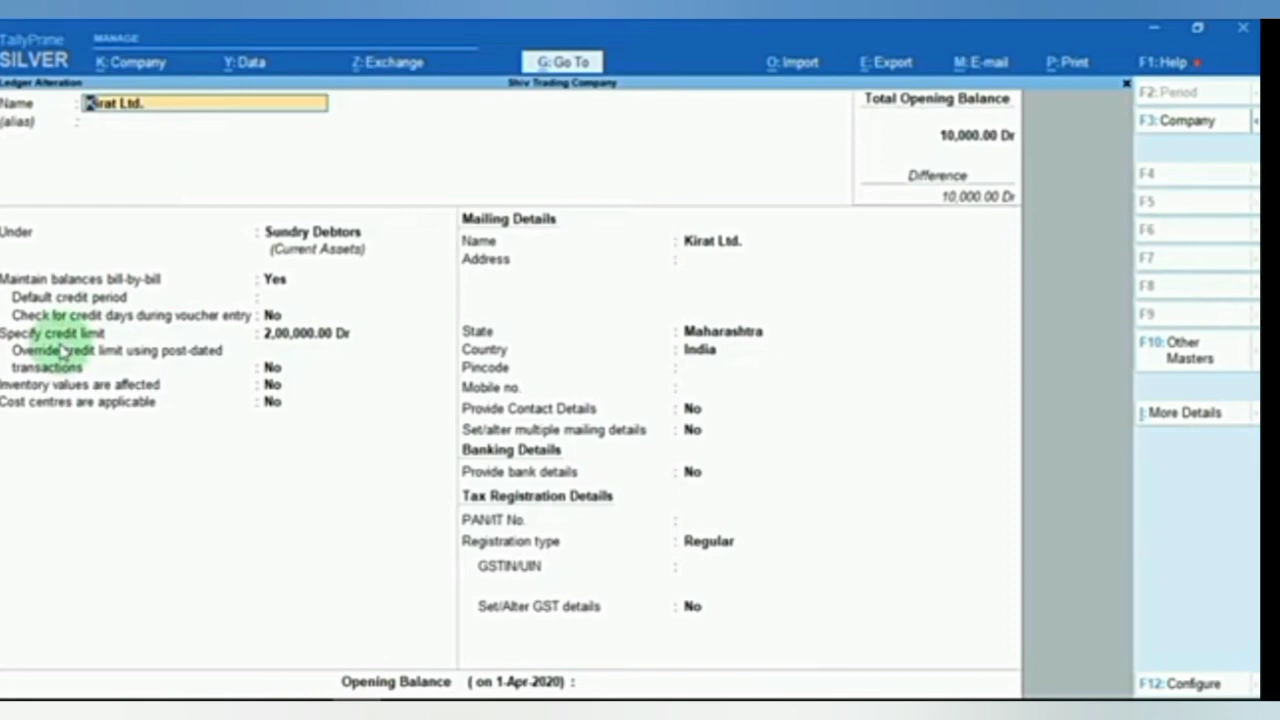 TallyPrime
MANAGE
SILVER
K: Company
Y: Data
Z: Exchange
G: Go To
O: Import
E: Export
M: E-mail
P: Print
F1: Help
Ledger Alteration
Shiv Trading Company
Name : Kirat Ltd.
(alias) :
Total Opening Balance
10,000.00 Dr
Difference
10,000.00 Dr
Under : Sundry Debtors
(Current Assets)
Maintain balances bill-by-bill : Yes
Default credit period :
Check for credit days during voucher entry : No
Specify credit limit : 2,00,000.00 Dr
Override credit limit using post-dated
transactions : No
Inventory values are affected : No
Cost centres are applicable : No
Mailing Details
Name : Kirat Ltd.
Address :
State : Maharashtra
Country : India
Pincode :
Mobile no. :
Provide Contact Details : No
Set/alter multiple mailing details : No
Banking Details
Provide bank details : No
Tax Registration Details
PAN/IT No. :
Registration type : Regular
GSTIN/UIN :
Set/Alter GST details : No
Opening Balance ( on 1-Apr-2020) :
F2: Period
F3: Company
F4
F5
F6
F7
F8
F9
F10: Other
Masters
I: More Details
F12: Configure